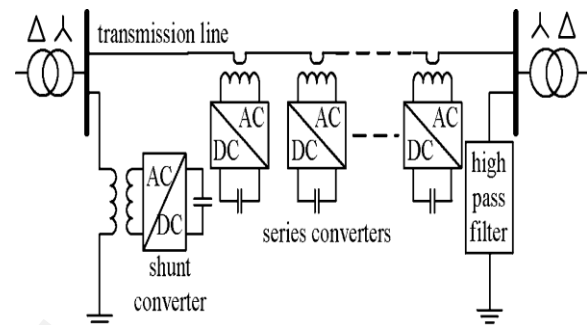 transmission line
AC
DC
AC
DC
AC
DC
AC
DC
high
pass
filter
series converters
shunt
converter